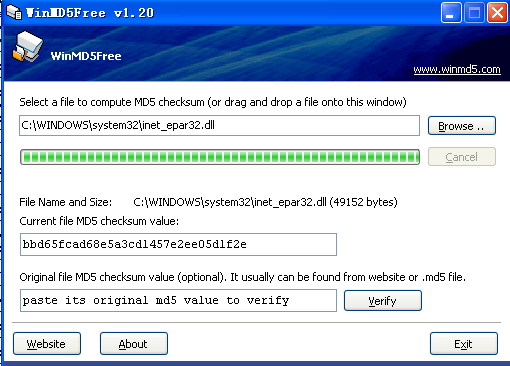 WinMD5Free v1.20
WinMD5Free
www.winmd5.com
Select a file to compute MD5 checksum (or drag and drop a file onto this window)
C:\WINDOWS\system32\inet_epar32.dll
Browse ..
Cancel
File Name and Size: C:\WINDOWS\system32\inet_epar32.dll (49152 bytes)
Current file MD5 checksum value:
bbd65fcad68e5a3cd1457e2ee05d1f2e
Original file MD5 checksum value (optional). It usually can be found from website or .md5 file.
paste its original md5 value to verify
Verify
Website
About
Exit